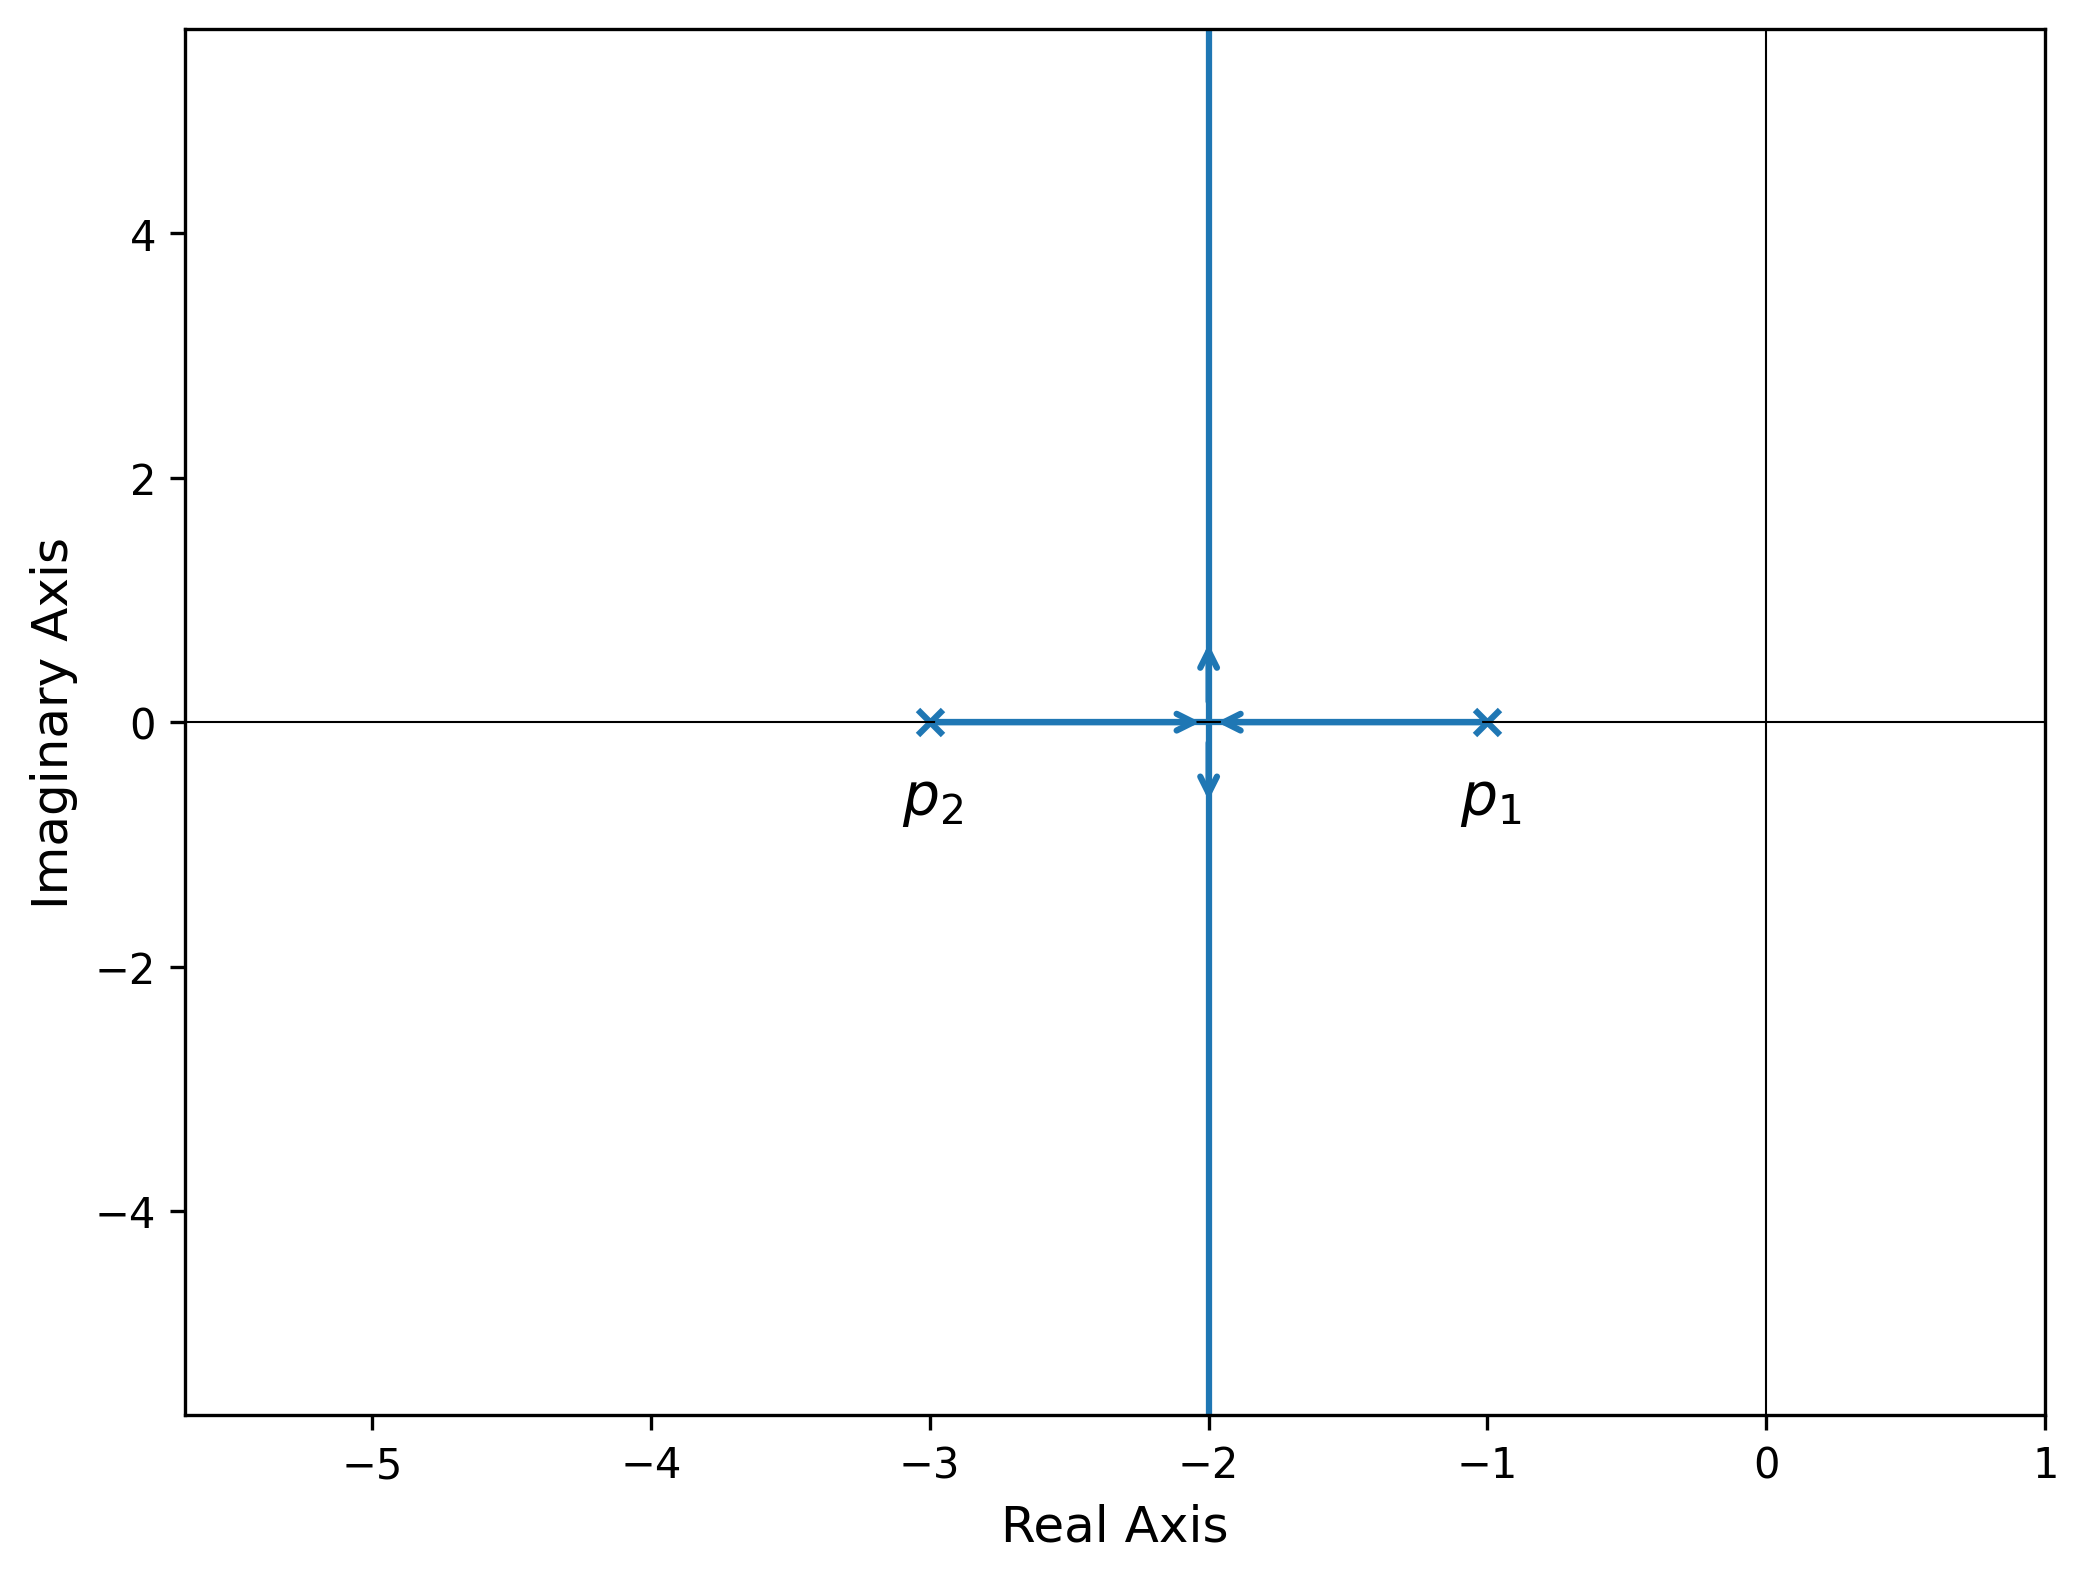 4
2
0
−2
−4
Imaginary Axis
p₂
p₁
−5 −4 −3 −2 −1 0 1
Real Axis